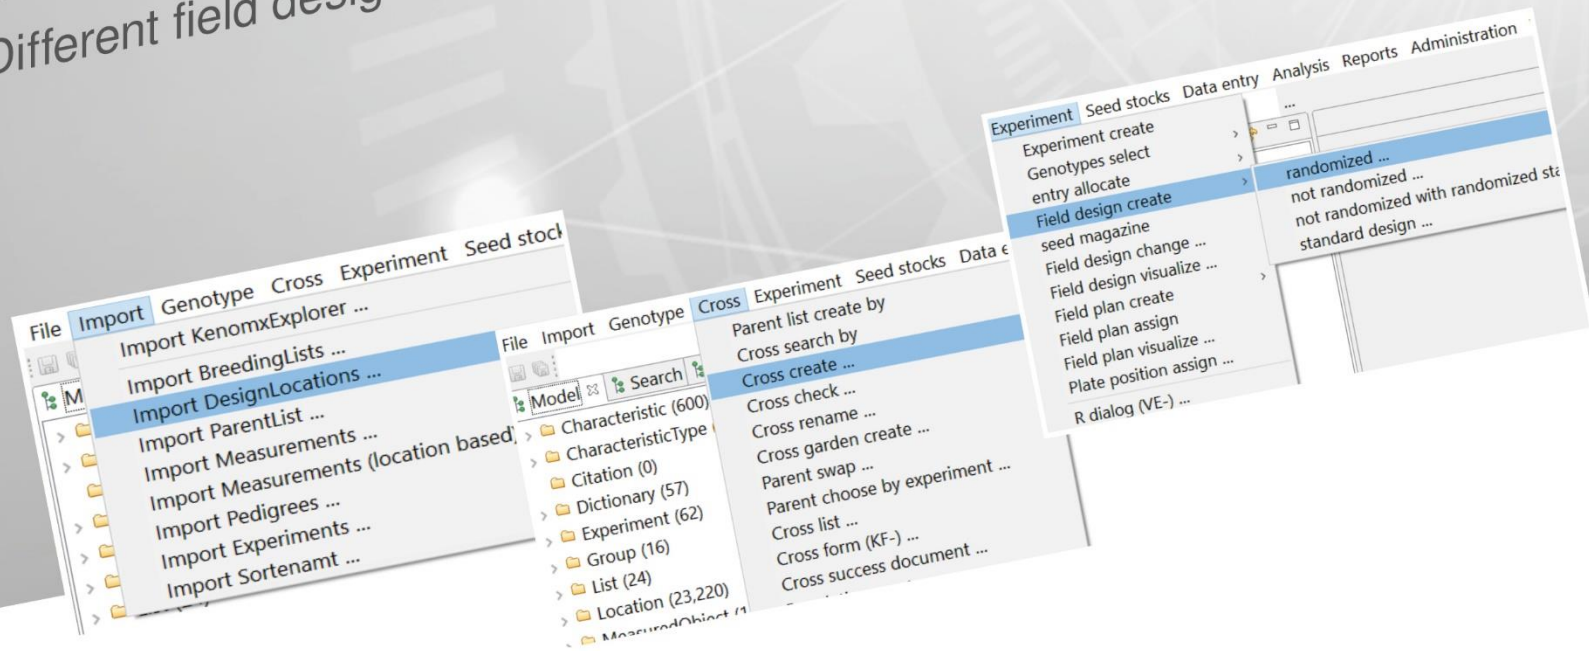 Different field desig
File Import Genotype Cross Experiment Seed stock
Import KenomxExplorer ...
Import BreedingLists ...
Import DesignLocations ...
Import ParentList ...
Import Measurements ...
Import Measurements (location based)
Import Pedigrees ...
Import Experiments ...
Import Sortenamt ...
File Import Genotype Cross Experiment Seed stocks Data e
Model Search
Characteristic (600)
CharacteristicType (
Citation (0)
Dictionary (57)
Experiment (62)
Group (16)
List (24)
Location (23,220)
MeasuredObject (1
Parent list create by
Cross search by
Cross create ...
Cross check ...
Cross rename ...
Cross garden create ...
Parent swap ...
Parent choose by experiment ...
Cross list ...
Cross form (KF-) ...
Cross success document ...
Experiment Seed stocks Data entry Analysis Reports Administration
...
Experiment create
Genotypes select
entry allocate
Field design create
seed magazine
Field design change ...
Field design visualize ...
Field plan create
Field plan assign
Field plan visualize ...
Plate position assign ...
R dialog (VE-) ...
randomized ...
not randomized ...
not randomized with randomized sta
standard design ...